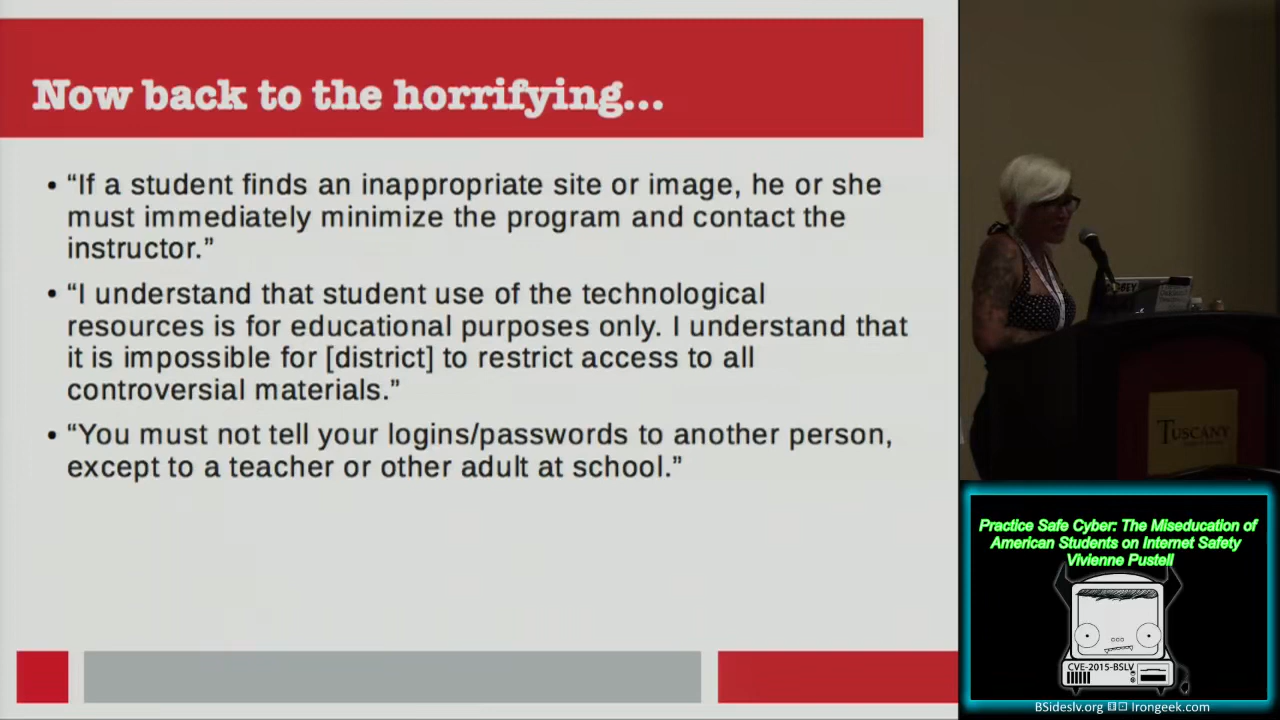 Now back to the horrifying...
• “If a student finds an inappropriate site or image, he or she
must immediately minimize the program and contact the
instructor.”
• “I understand that student use of the technological
resources is for educational purposes only. I understand that
it is impossible for [district] to restrict access to all
controversial materials.”
• “You must not tell your logins/passwords to another person,
except to a teacher or other adult at school.”
TUSCANY
Practice Safe Cyber: The Miseducation of
American Students on Internet Safety
Vivienne Pustell
CVE-2015-BSLV
BSideslv.org
Irongeek.com